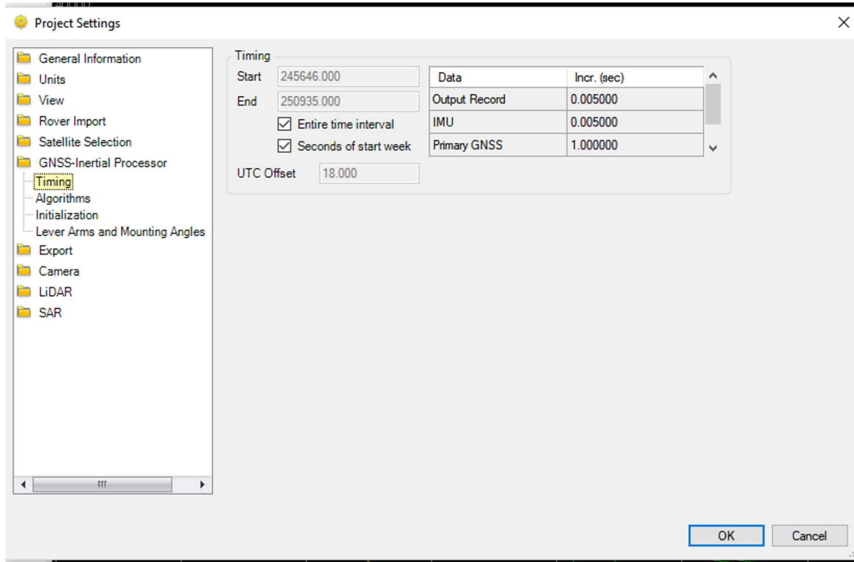 Project Settings
General Information
Units
View
Rover Import
Satellite Selection
GNSS-Inertial Processor
Timing
Algorithms
Initialization
Lever Arms and Mounting Angles
Export
Camera
LiDAR
SAR
Timing
Start 245646.000
End 250935.000
Entire time interval
Seconds of start week
UTC Offset 18.000
Data Incr. (sec)
Output Record 0.005000
IMU 0.005000
Primary GNSS 1.000000
OK Cancel